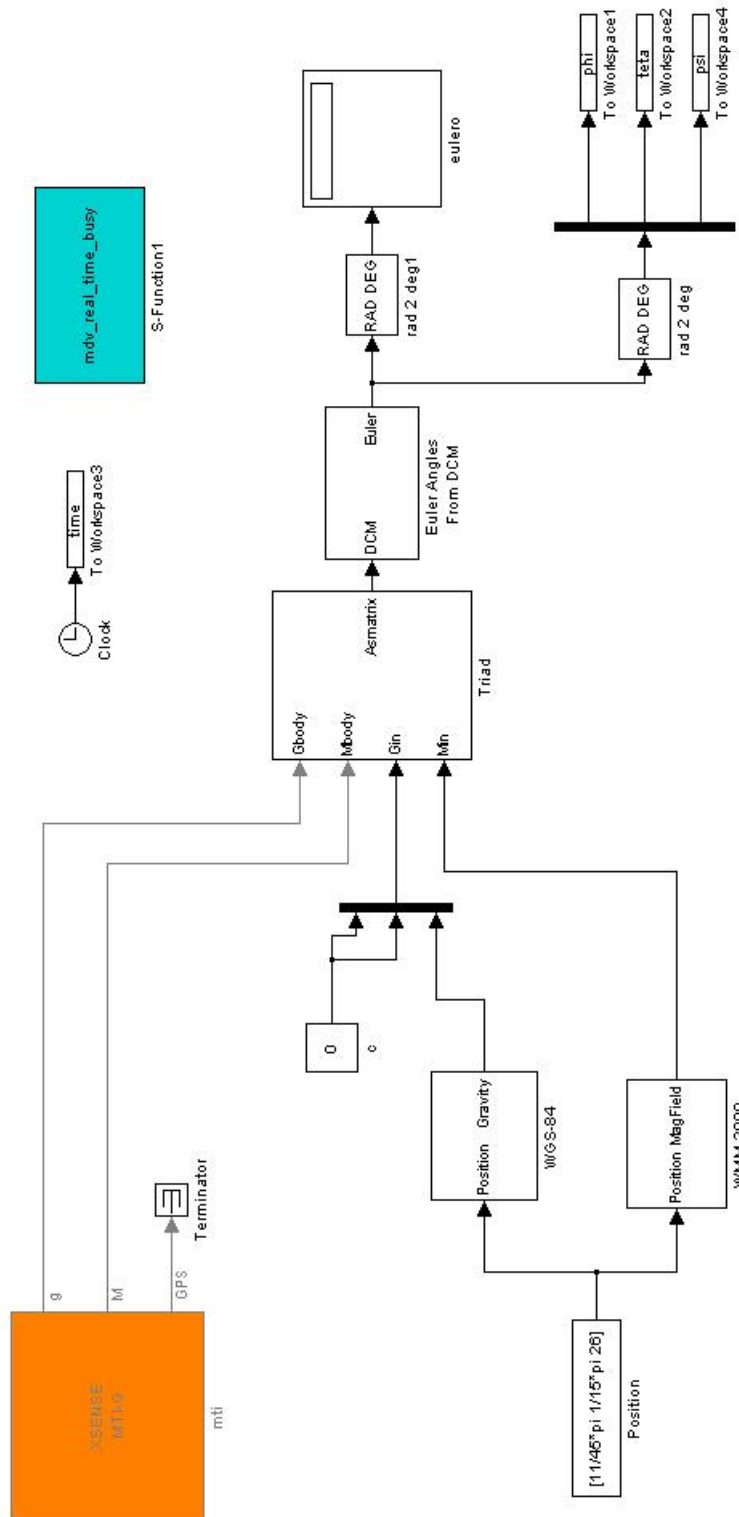 XSENSE
MTI-G
mti
g
M
GPS
Terminator
Clock
time
To Workspace3
mdv_real_time_busy
S-Function1
0
c
[11/45*pi 1/15*pi 26]
Position
Position Gravity
WGS-84
Position MagField
Gbody
Mbody
Gin
Min
Asmatrix
Triad
DCM
Euler
Euler Angles
From DCM
RAD DEG
rad 2 deg1
eulero
RAD DEG
rad 2 deg
phi
To Workspace1
teta
To Workspace2
psi
To Workspace4